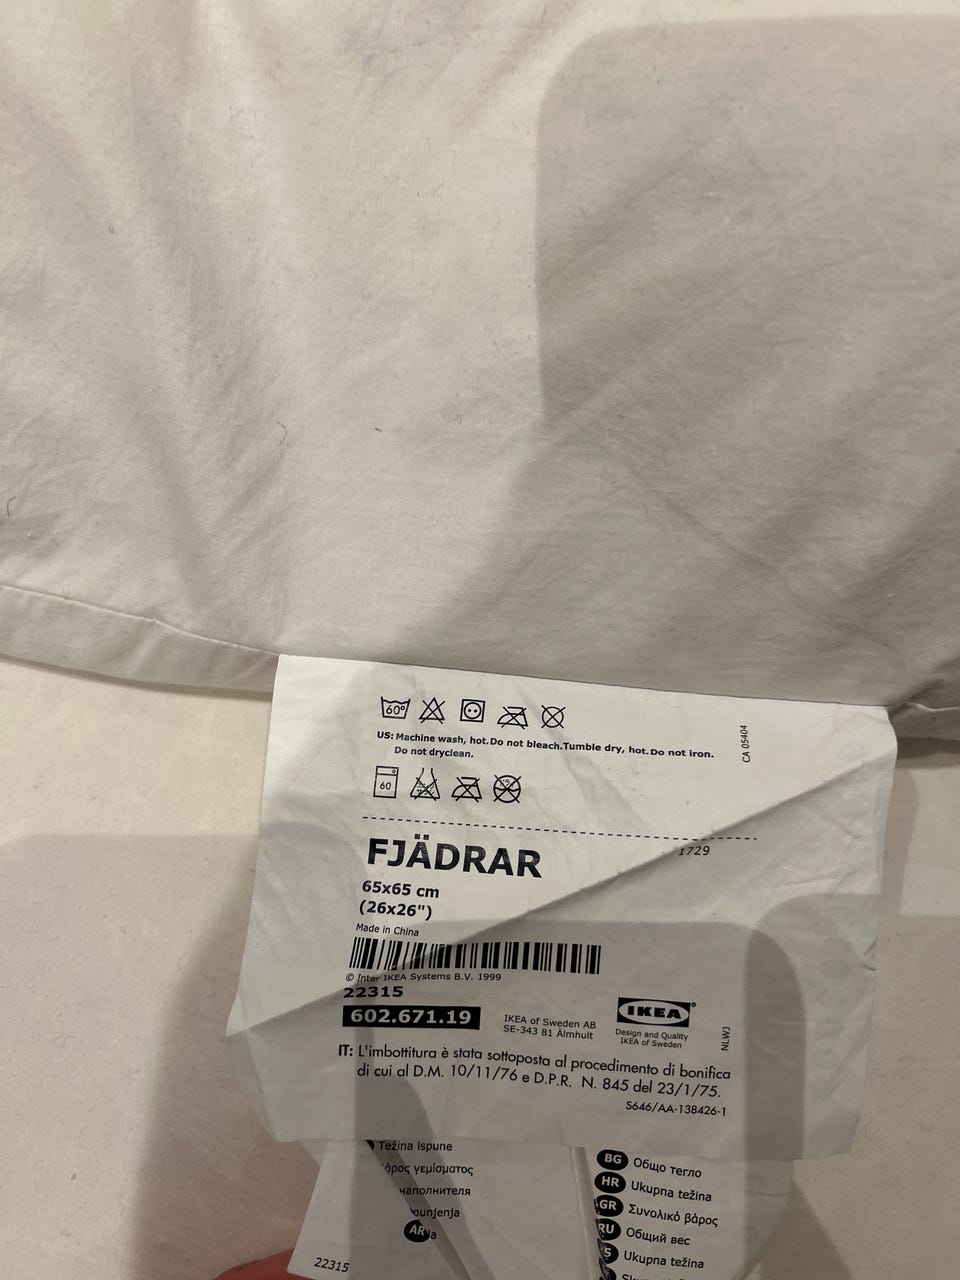 60°
US: Machine wash, hot.Do not bleach.Tumble dry, hot.Do not iron.
Do not dryclean.
CA 05404
60
1729
FJÄDRAR
65x65 cm
(26x26")
Made in China
© Inter IKEA Systems B.V. 1999
22315
602.671.19
IKEA of Sweden AB
SE-343 81 Älmhult
IKEA®
Design and Quality
IKEA of Sweden
NLWJ
IT: L'imbottitura è stata sottoposta al procedimento di bonifica
di cui al D.M. 10/11/76 e D.P.R. N. 845 del 23/1/75.
S646/AA-138426-1
Težina ispune
γεμίσματος
AR
22315
BG Общо тегло
HR Ukupna težina
GR Συνολικό βάρος
RU Общий вес
Ukupna težina